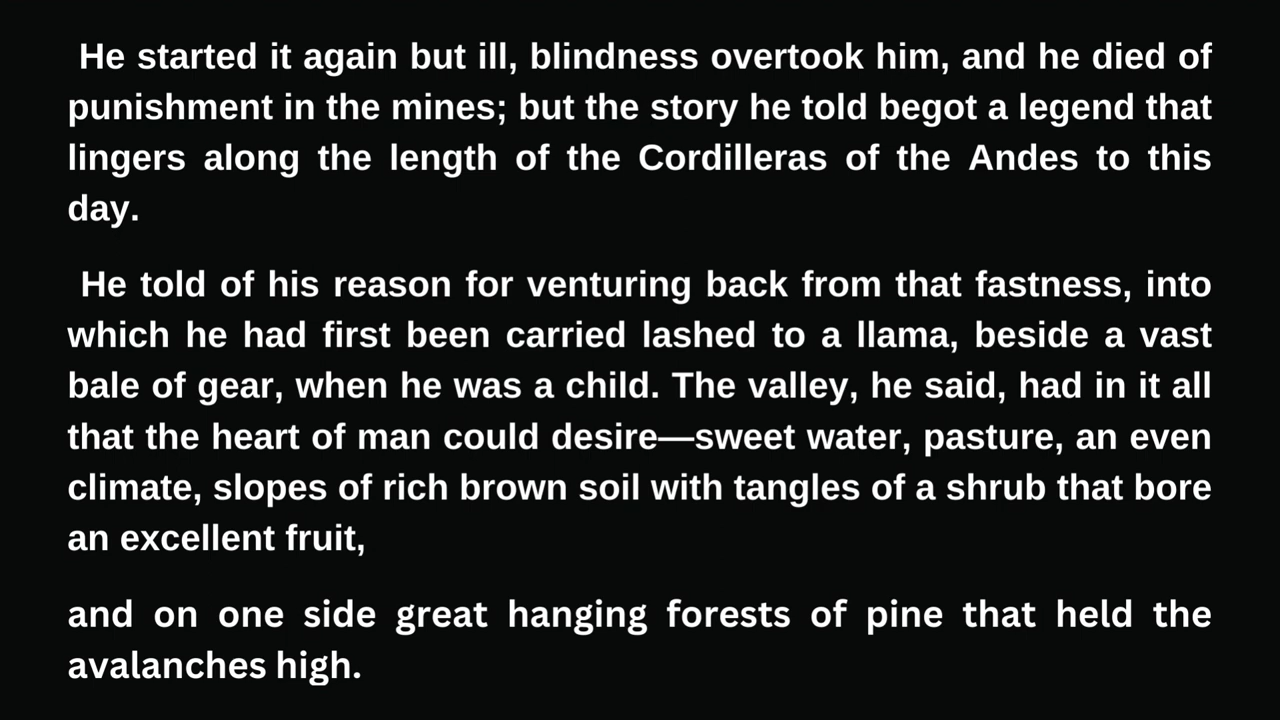 He started it again but ill, blindness overtook him, and he died of
punishment in the mines; but the story he told begot a legend that
lingers along the length of the Cordilleras of the Andes to this
day.
He told of his reason for venturing back from that fastness, into
which he had first been carried lashed to a llama, beside a vast
bale of gear, when he was a child. The valley, he said, had in it all
that the heart of man could desire—sweet water, pasture, an even
climate, slopes of rich brown soil with tangles of a shrub that bore
an excellent fruit,
and on one side great hanging forests of pine that held the
avalanches high.